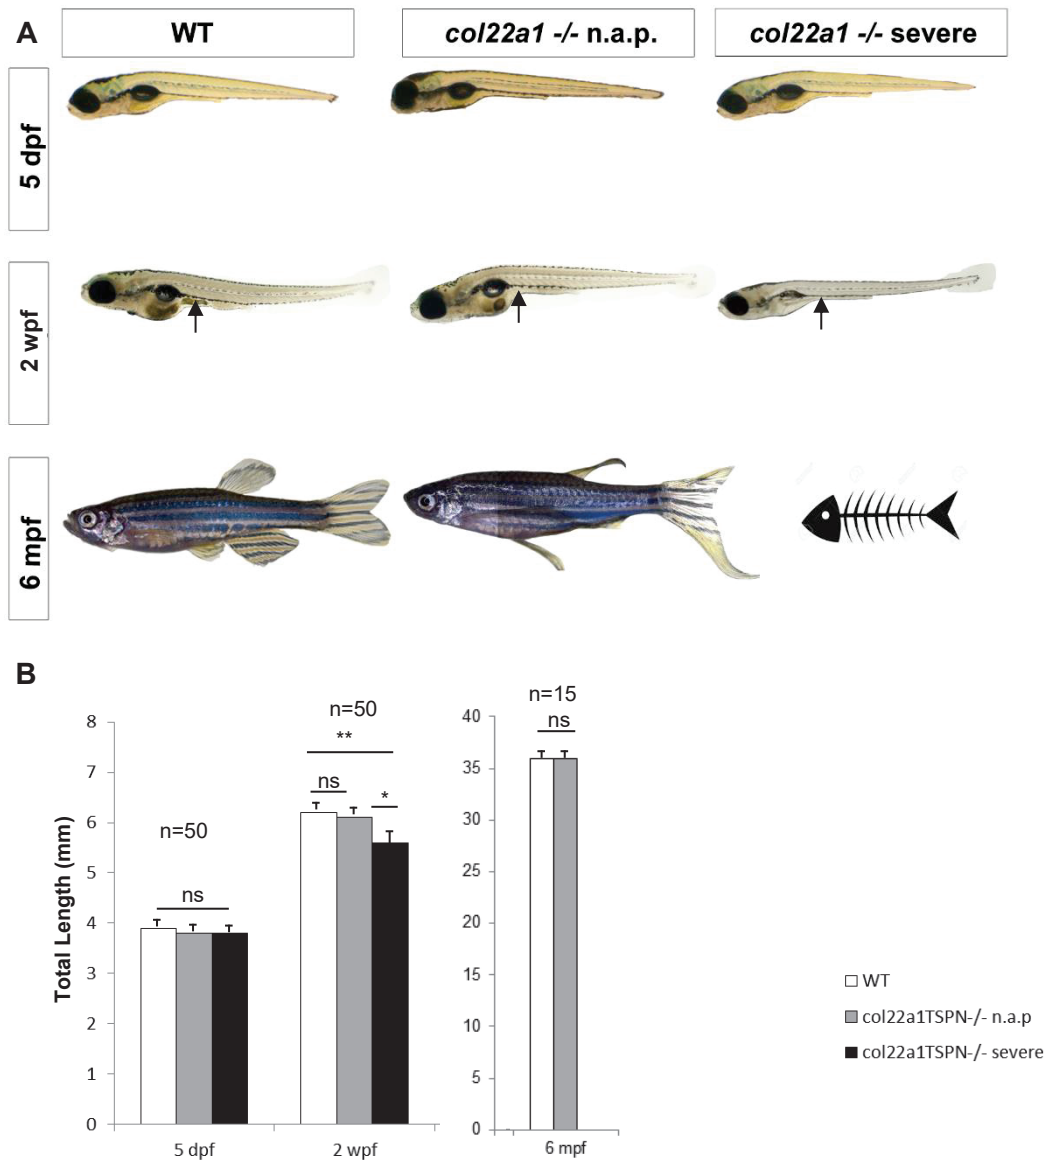 A
WT
col22a1 -/- n.a.p.
col22a1 -/- severe
5 dpf
2 wpf
6 mpf
B
Total Length (mm)
8
7
6
5
4
3
2
1
0
n=50
ns
n=50
**
ns
*
5 dpf
2 wpf
40
35
30
25
20
15
10
5
0
n=15
ns
6 mpf
WT
col22a1TSPN-/- n.a.p
col22a1TSPN-/- severe